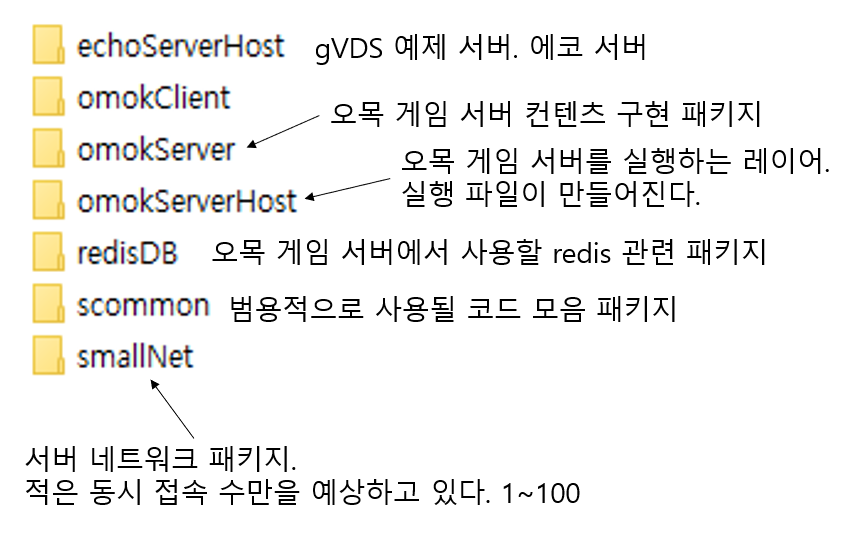 echoServerHost gVDS 예제 서버. 에코 서버
omokClient
오목 게임 서버 컨텐츠 구현 패키지
omokServer
오목 게임 서버를 실행하는 레이어.
실행 파일이 만들어진다.
omokServerHost
redisDB 오목 게임 서버에서 사용할 redis 관련 패키지
scommon 범용적으로 사용될 코드 모음 패키지
smallNet
서버 네트워크 패키지.
적은 동시 접속 수만을 예상하고 있다. 1~100